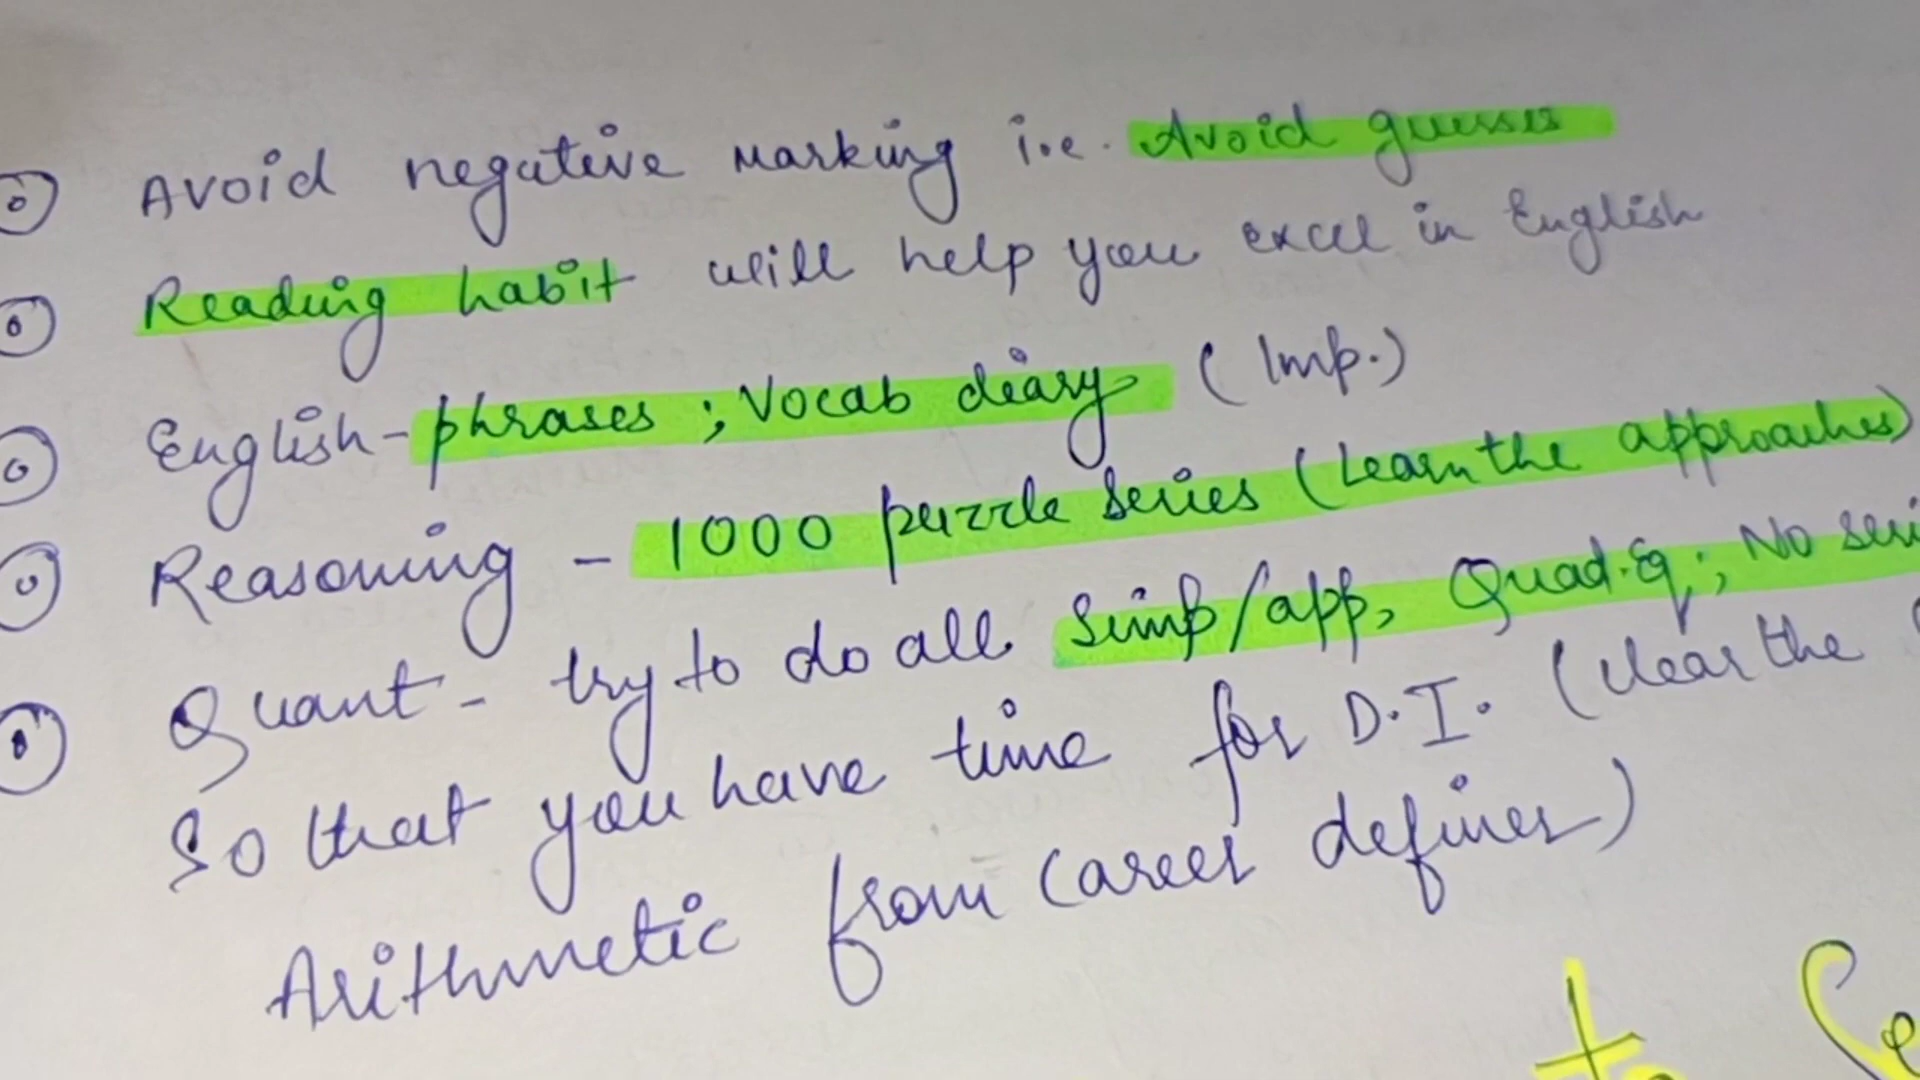 Avoid negative marking i.e. Avoid guesses
Reading habit will help you excel in English
English - phrases ; Vocab diary (Imp.)
Reasoning - 1000 puzzle series (Learn the approaches)
Quant - try to do all Simp/app, Quad. Eq.; No seri
So that you have time for D.I. (clear the
Arithmetic from career definer)
to Se